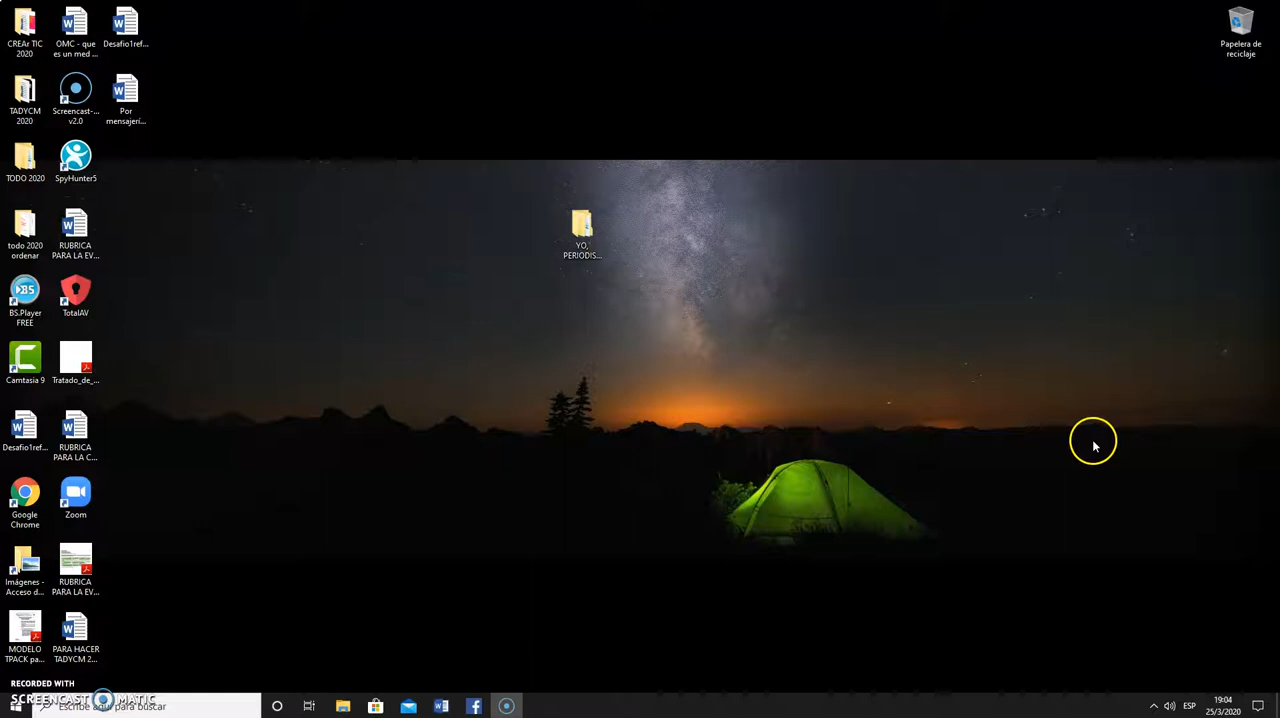 CREAr TIC
2020
OMC - que
es un med ...
Desafio1ref...
Papelera de
reciclaje
TADYCM
2020
Screencast-...
v2.0
Por
mensajerí...
TODO 2020
SpyHunter5
todo 2020
ordenar
RUBRICA
PARA LA EV...
YO,
PERIODIS...
BS.Player
FREE
TotalAV
Camtasia 9
Tratado_de_...
Desafio1ref...
RUBRICA
PARA LA C...
Google
Chrome
Zoom
Imágenes -
Acceso d...
RUBRICA
PARA LA EV...
MODELO
TPACK pa...
PARA HACER
TADYCM 2...
RECORDED WITH
SCREENCAST MATIC
Escribe aquí para buscar
ESP
19:04
25/3/2020